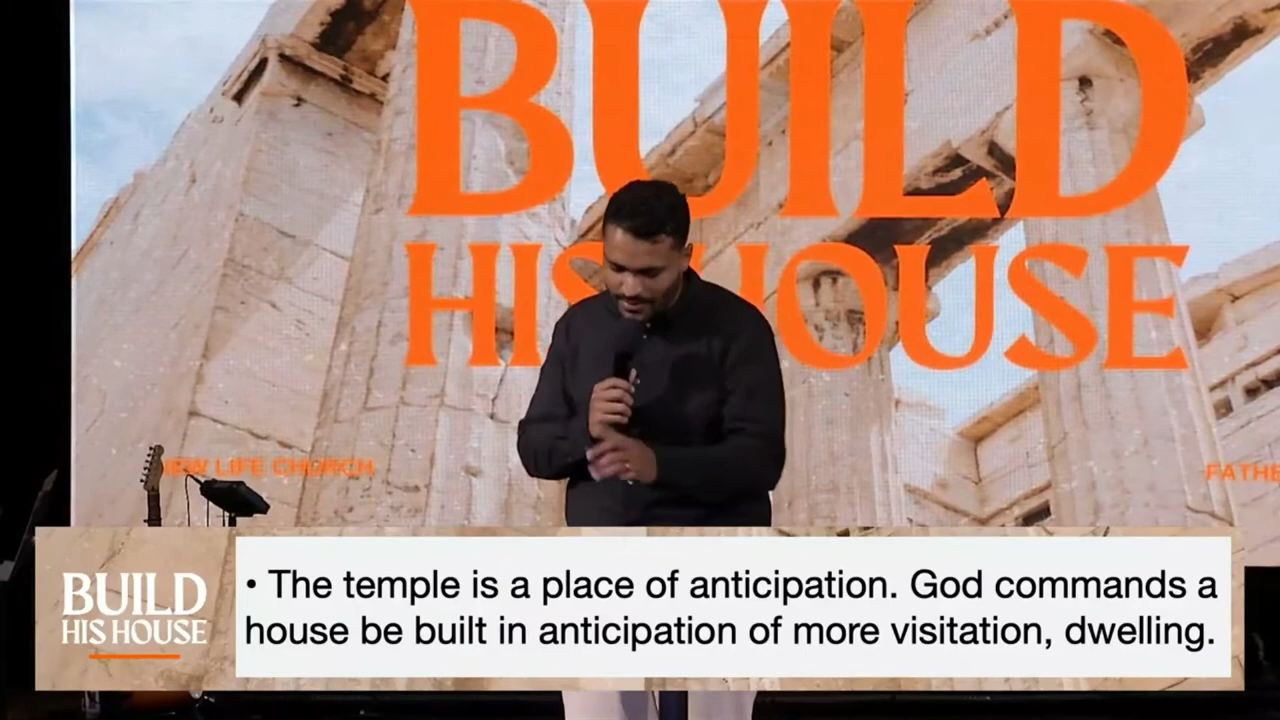 BUILD
HIS HOUSE
NEW LIFE CHURCH
FATHE
BUILD
HIS HOUSE
• The temple is a place of anticipation. God commands a
house be built in anticipation of more visitation, dwelling.